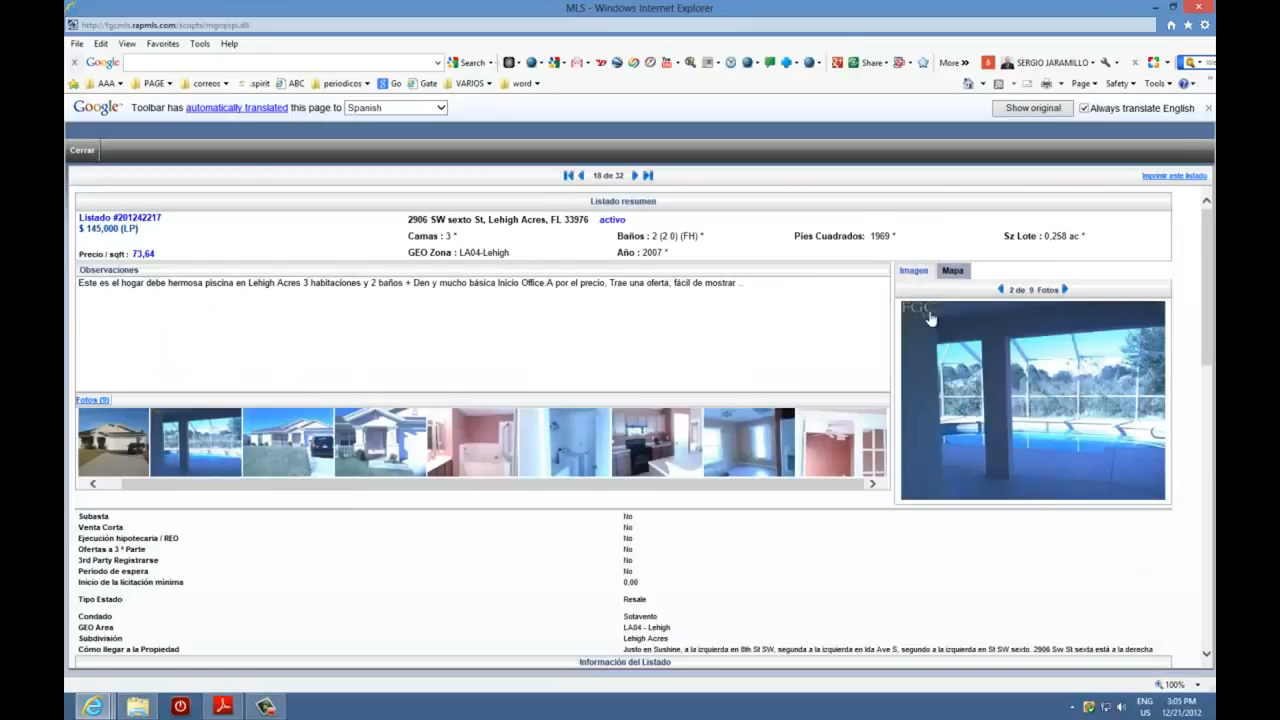 MLS - Windows Internet Explorer
http://fgcmls.rapmls.com/scripts/mgrqispi.dll
File Edit View Favorites Tools Help
Google Search Share More » SERGIO JARAMILLO
AAA PAGE correos .spirit ABC periodicos Go Gate VARIOS word Page Safety Tools
Google Toolbar has automatically translated this page to Spanish Show original Always translate English
Cerrar
18 de 32 Imprimir este listado
Listado resumen
Listado #201242217 2906 SW sexto St, Lehigh Acres, FL 33976 activo
$ 145,000 (LP) Camas : 3 * Baños : 2 (2 0) (FH) * Pies Cuadrados: 1969 * Sz Lote : 0,258 ac *
Precio / sqft : 73,64 GEO Zona : LA04-Lehigh Año : 2007 *
Observaciones Imagen Mapa
Este es el hogar debe hermosa piscina en Lehigh Acres 3 habitaciones y 2 baños + Den y mucho básica Inicio Office.A por el precio, Trae una oferta, fácil de mostrar ..
2 de 9 Fotos
FGC
Fotos (9)
Subasta No
Venta Corta No
Ejecución hipotecaria / REO No
Ofertas a 3 ª Parte No
3rd Party Registrarse No
Período de espera No
Inicio de la licitación mínima 0,00
Tipo Estado Resale
Condado Sotavento
GEO Area LA04 - Lehigh
Subdivisión Lehigh Acres
Cómo llegar a la Propiedad Justo en Sushine, a la izquierda en 8th St SW, segunda a la izquierda en Ida Ave S, segundo a la izquierda en St SW sexto. 2906 Sw St sexto está a la derecha
Información del Listado
100%
ENG 3:05 PM
US 12/21/2012